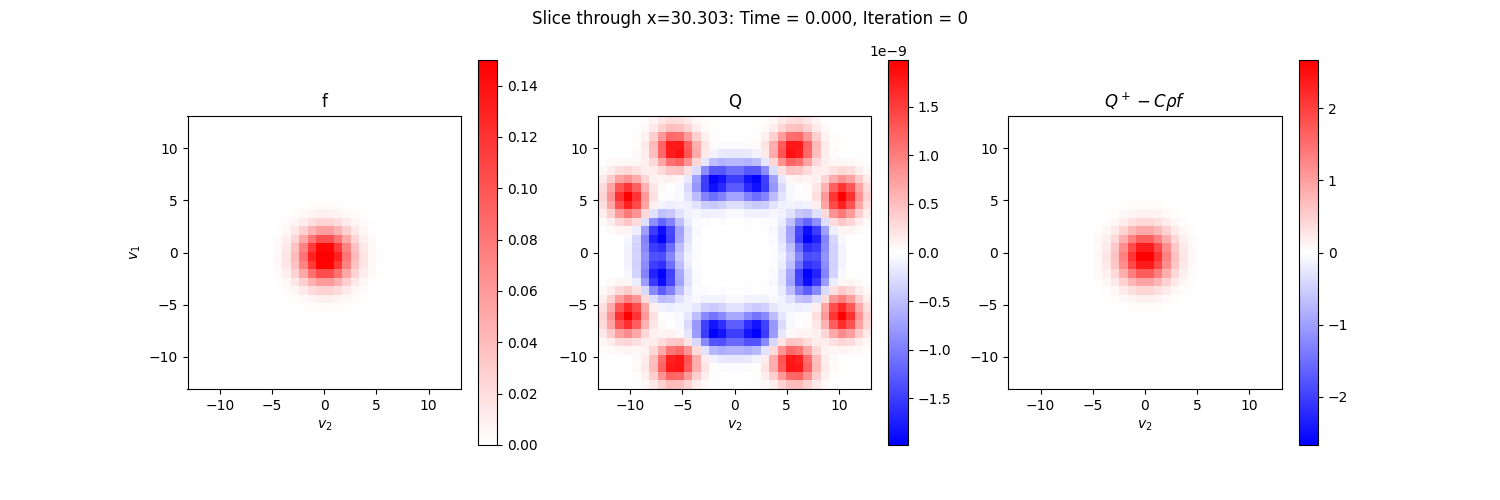 Slice through x=30.303: Time = 0.000, Iteration = 0
f
10
5
0
−5
−10
v₁
−10 −5 0 5 10
v₂
0.14
0.12
0.10
0.08
0.06
0.04
0.02
0.00
Q
10
5
0
−5
−10
−10 −5 0 5 10
v₂
1e−9
1.5
1.0
0.5
0.0
−0.5
−1.0
−1.5
Q⁺ − Cρf
10
5
0
−5
−10
−10 −5 0 5 10
v₂
2
1
0
−1
−2